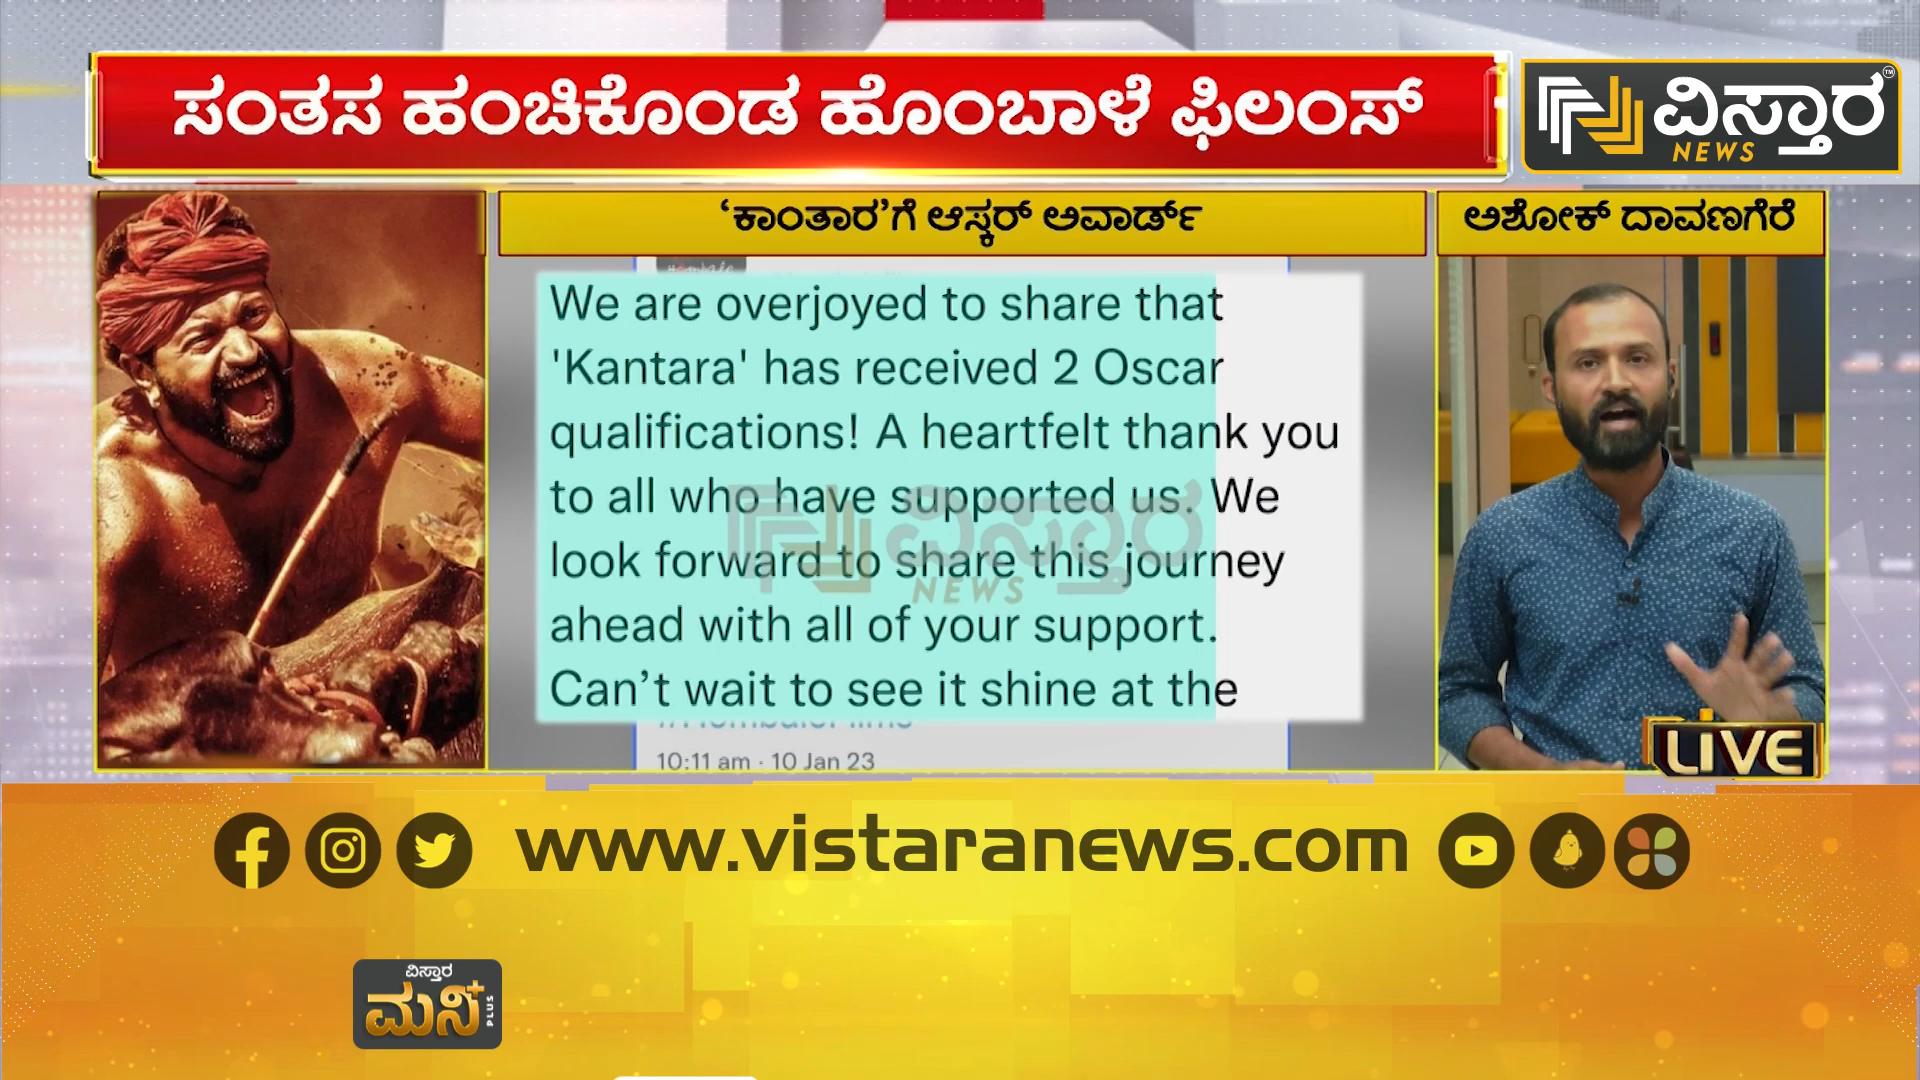 ಸಂತಸ ಹಂಚಿಕೊಂಡ ಹೊಂಬಾಳೆ ಫಿಲಂಸ್
ವಿಸ್ತಾರ
TM
NEWS
‘ಕಾಂತಾರ’ಗೆ ಆಸ್ಕರ್ ಅವಾರ್ಡ್
ಅಶೋಕ್ ದಾವಣಗೆರೆ
We are overjoyed to share that
'Kantara' has received 2 Oscar
qualifications! A heartfelt thank you
to all who have supported us. We
look forward to share this journey
ahead with all of your support.
Can’t wait to see it shine at the
ವಿಸ್ತಾರ
NEWS
10:11 am · 10 Jan 23
LIVE
www.vistaranews.com
ವಿಸ್ತಾರ
ಮನಿ+
PLUS